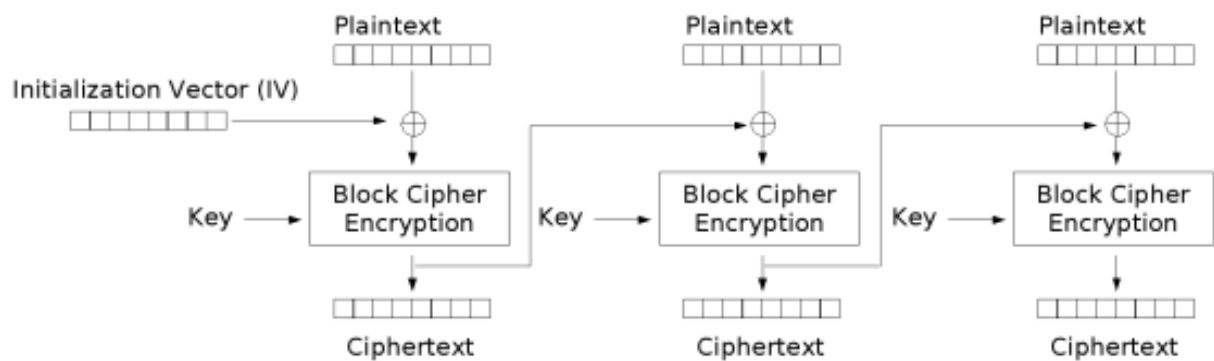 Plaintext
Plaintext
Plaintext
Initialization Vector (IV)
Block Cipher
Encryption
Block Cipher
Encryption
Block Cipher
Encryption
Key
Key
Key
Ciphertext
Ciphertext
Ciphertext